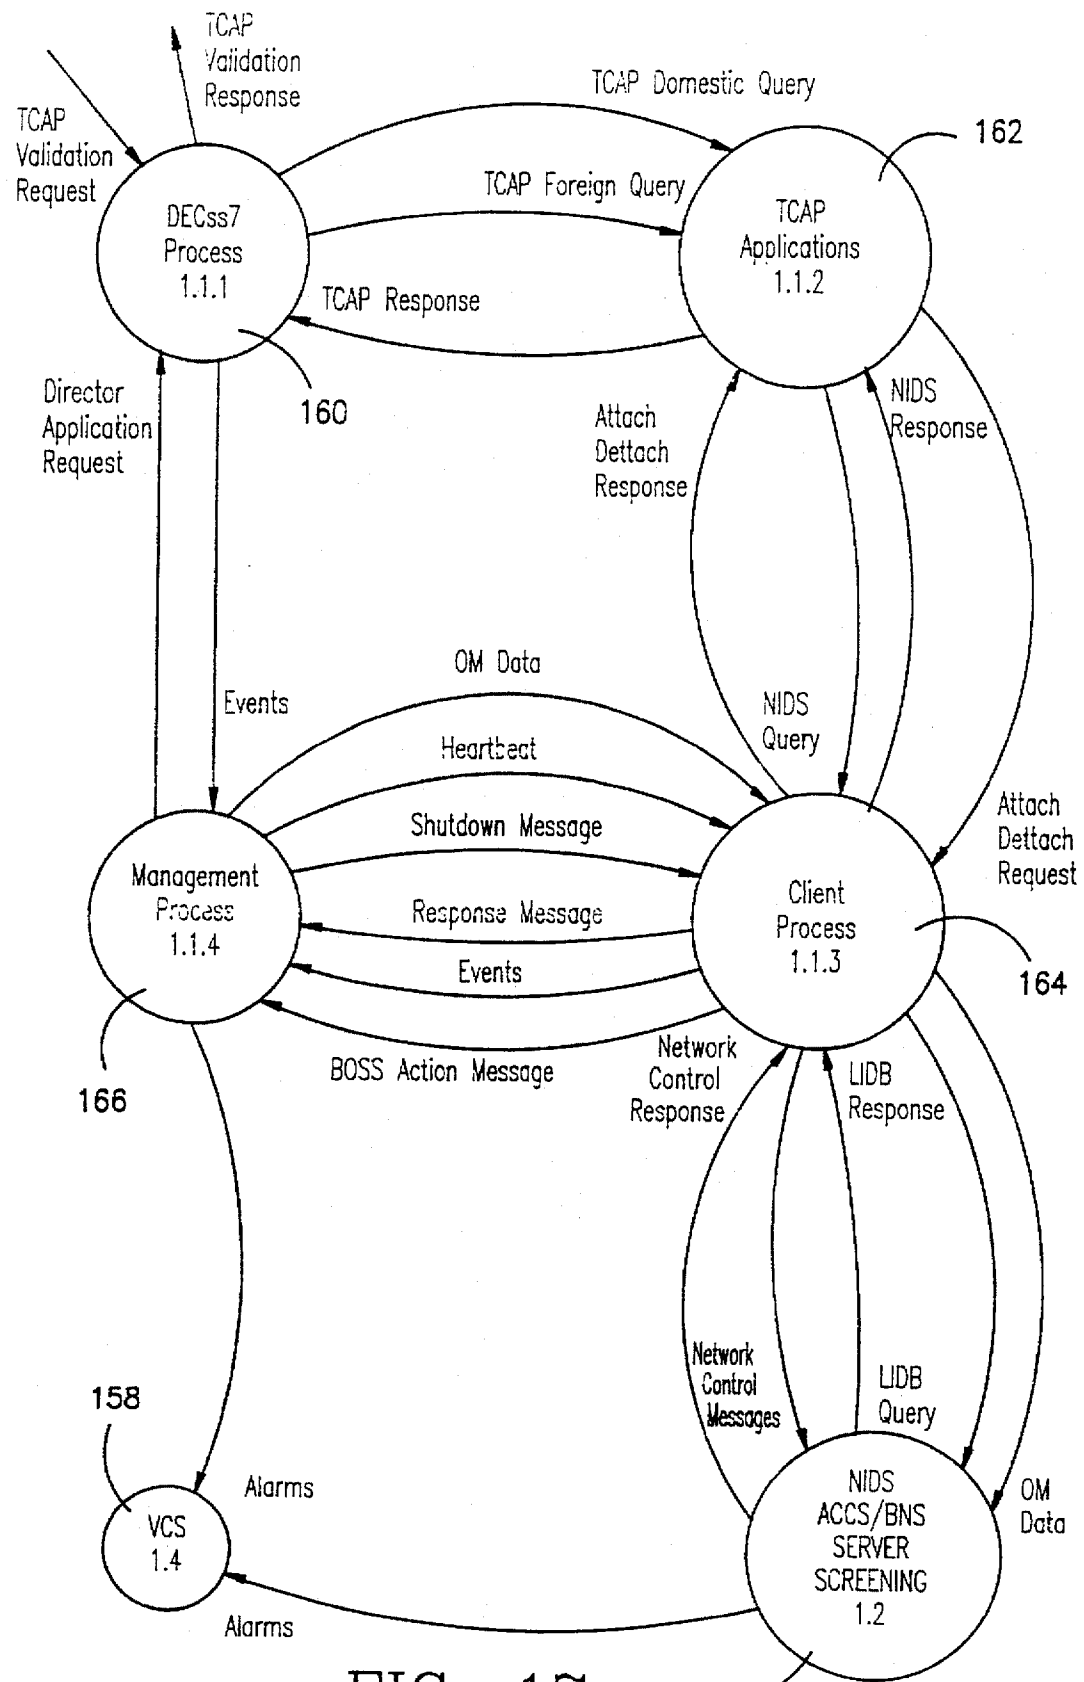 TCAP
Validation
Response
TCAP
Validation
Request
TCAP Domestic Query
162
TCAP Foreign Query
DECss7
Process
1.1.1
TCAP
Applications
1.1.2
TCAP Response
160
Director
Application
Request
Attach
Dettach
Response
NIDS
Response
Events
OM Data
NIDS
Query
Heartbeat
Shutdown Message
Attach
Dettach
Request
Management
Process
1.1.4
Response Message
Client
Process
1.1.3
Events
164
166
BOSS Action Message
Network
Control
Response
LIDB
Response
Network
Control
Messages
LIDB
Query
158
Alarms
VCS
1.4
NIDS
ACCS/BNS
SERVER
SCREENING
1.2
OM
Data
Alarms
FIG.